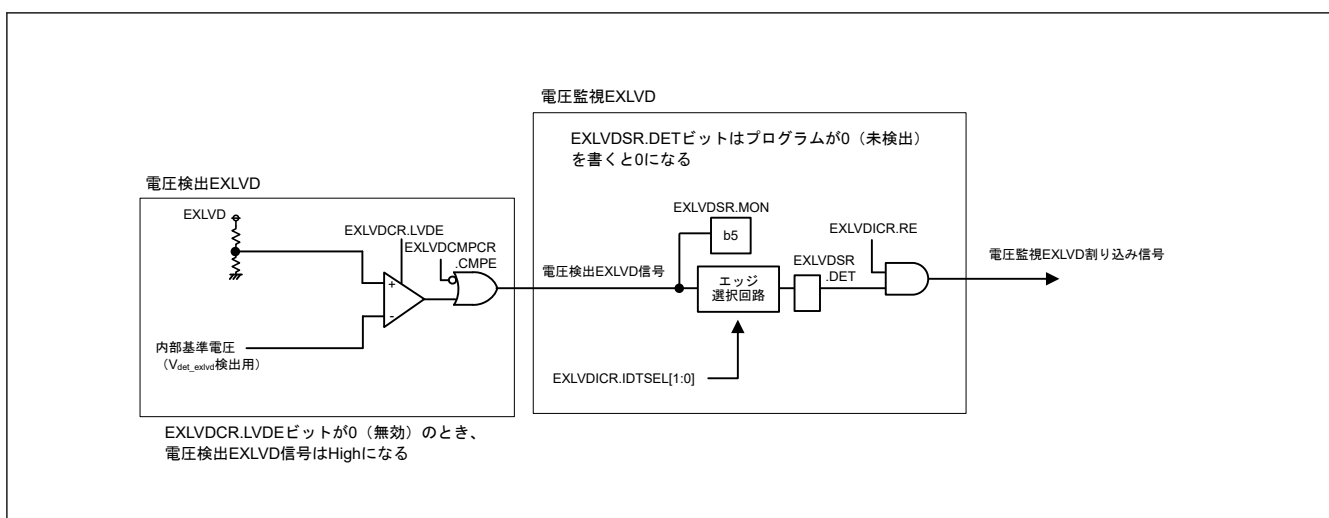 電圧監視EXLVD
EXLVDSR.DETビットはプログラムが0（未検出）
を書くと0になる
電圧検出EXLVD
EXLVD
EXLVDCR.LVDE
EXLVDCMPCR
.CMPE
+
-
内部基準電圧
（Vdet_exlvd検出用）
電圧検出EXLVD信号
EXLVDSR.MON
b5
エッジ
選択回路
EXLVDSR
.DET
EXLVDICR.RE
電圧監視EXLVD割り込み信号
EXLVDICR.IDTSEL[1:0]
EXLVDCR.LVDEビットが0（無効）のとき、
電圧検出EXLVD信号はHighになる